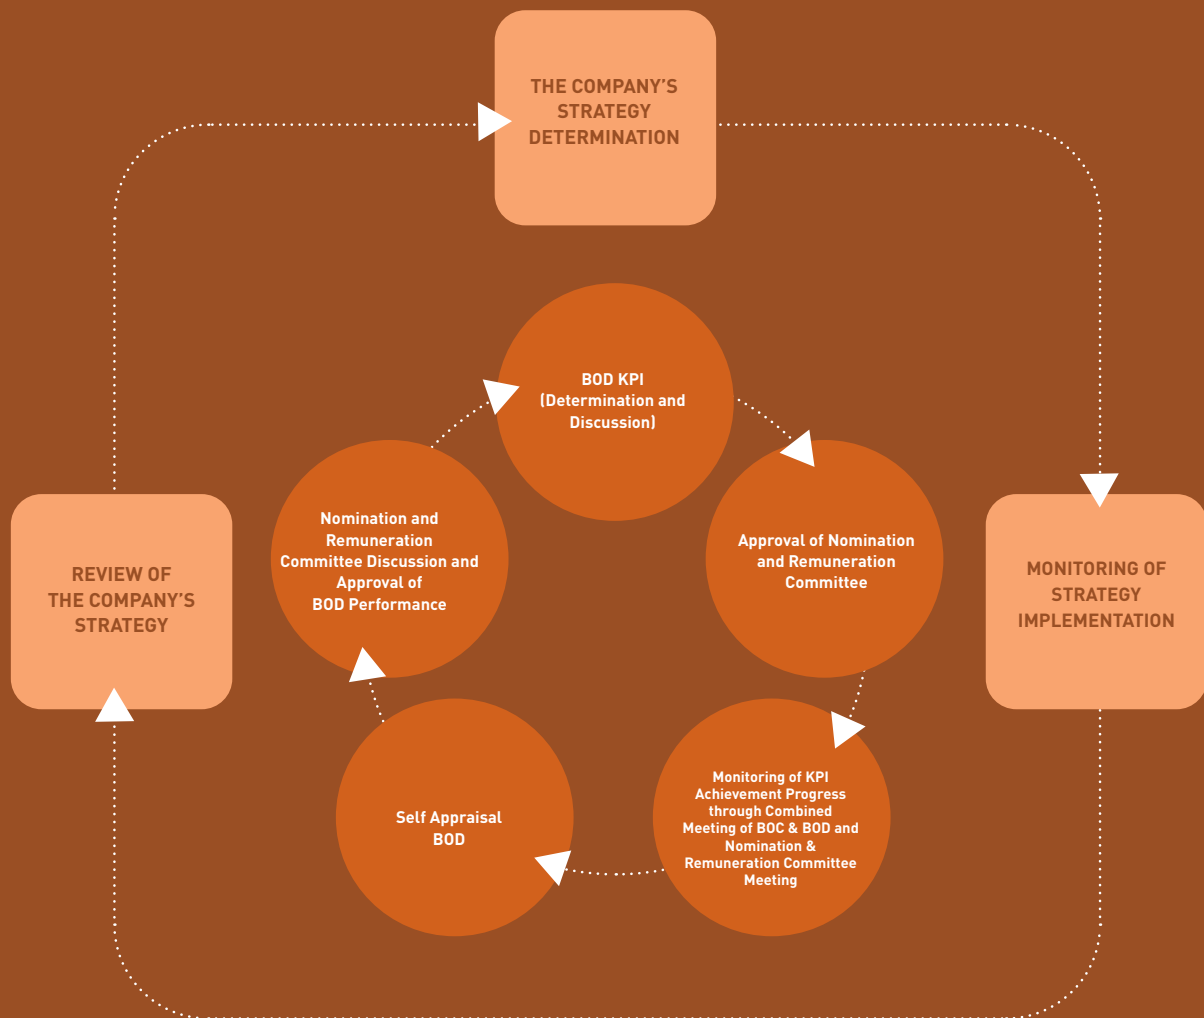 THE COMPANY'S
STRATEGY
DETERMINATION
BOD KPI
(Determination and
Discussion)
Nomination and
Remuneration
Committee Discussion and
Approval of
BOD Performance
Approval of Nomination
and Remuneration
Committee
REVIEW OF
THE COMPANY'S
STRATEGY
MONITORING OF
STRATEGY
IMPLEMENTATION
Self Appraisal
BOD
Monitoring of KPI
Achievement Progress
through Combined
Meeting of BOC & BOD and
Nomination &
Remuneration Committee
Meeting